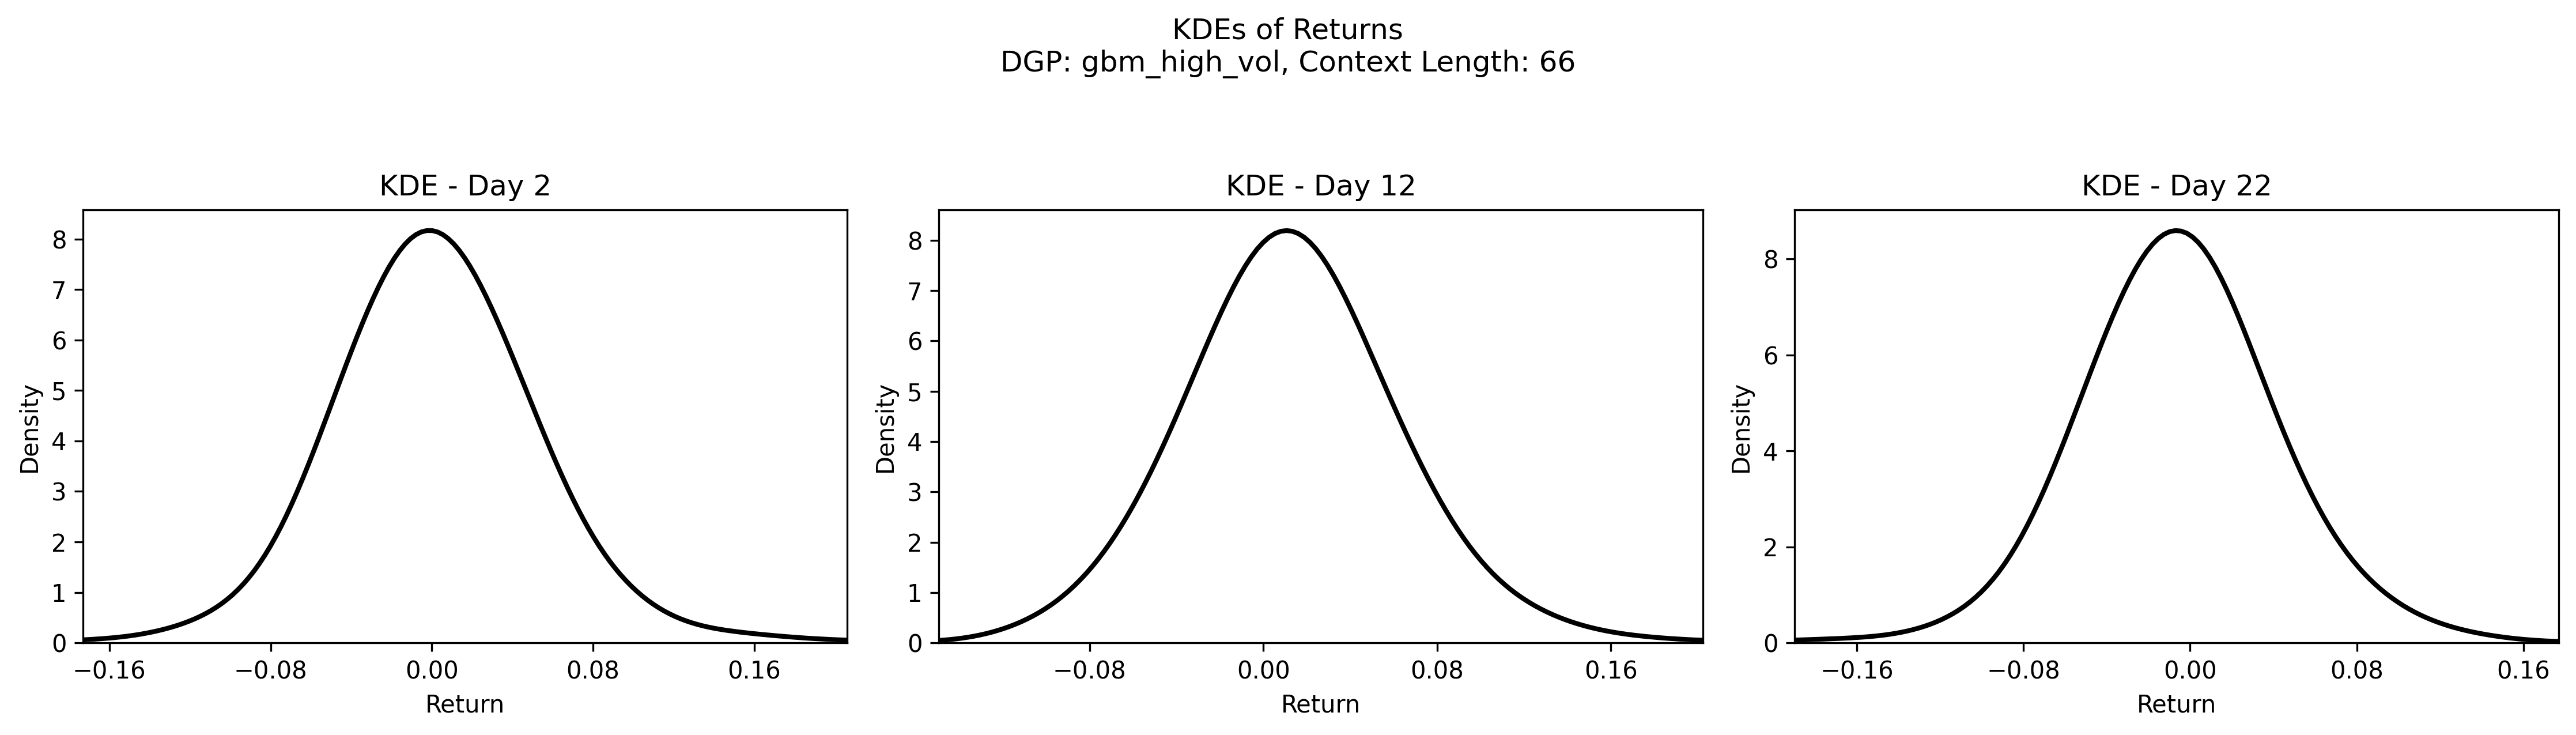 KDEs of Returns
DGP: gbm_high_vol, Context Length: 66
KDE - Day 2
8
7
6
5
4
3
2
1
0
Density
−0.16 −0.08 0.00 0.08 0.16
Return
KDE - Day 12
8
7
6
5
4
3
2
1
0
Density
−0.08 0.00 0.08 0.16
Return
KDE - Day 22
8
6
4
2
0
Density
−0.16 −0.08 0.00 0.08 0.16
Return